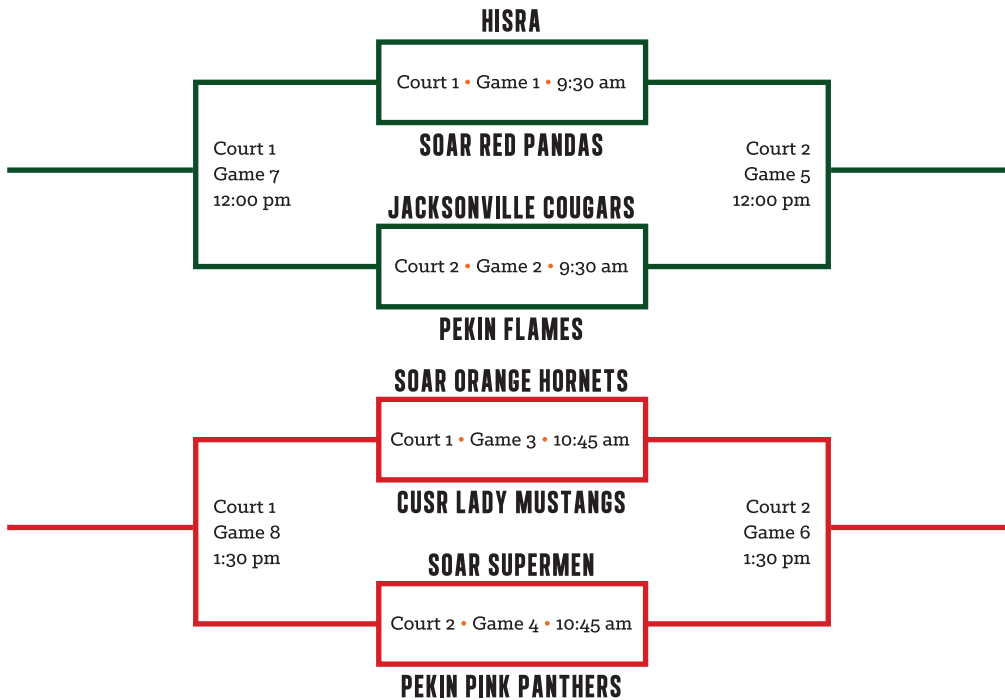 HISRA
Court 1 • Game 1 • 9:30 am
SOAR RED PANDAS
Court 1
Game 7
12:00 pm
Court 2
Game 5
12:00 pm
JACKSONVILLE COUGARS
Court 2 • Game 2 • 9:30 am
PEKIN FLAMES
SOAR ORANGE HORNETS
Court 1 • Game 3 • 10:45 am
CUSR LADY MUSTANGS
Court 1
Game 8
1:30 pm
Court 2
Game 6
1:30 pm
SOAR SUPERMEN
Court 2 • Game 4 • 10:45 am
PEKIN PINK PANTHERS